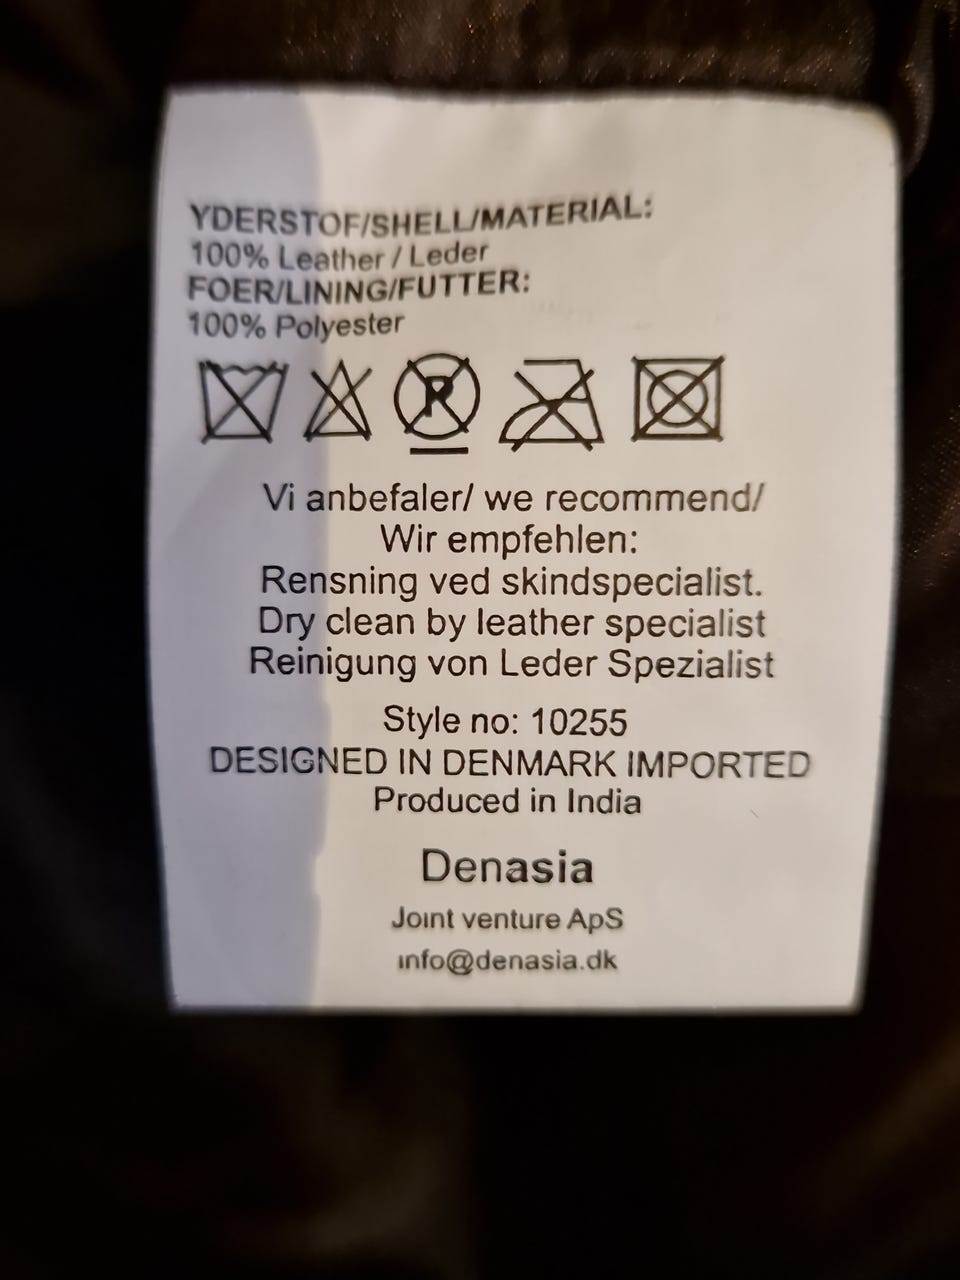 YDERSTOF/SHELL/MATERIAL:
100% Leather / Leder
FOER/LINING/FUTTER:
100% Polyester
P
Vi anbefaler/ we recommend/
Wir empfehlen:
Rensning ved skindspecialist.
Dry clean by leather specialist
Reinigung von Leder Spezialist
Style no: 10255
DESIGNED IN DENMARK IMPORTED
Produced in India
Denasia
Joint venture ApS
info@denasia.dk